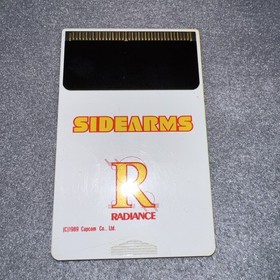 SIDEARMS
R
RADIANCE
(C)1989 Capcom Co., Ltd.